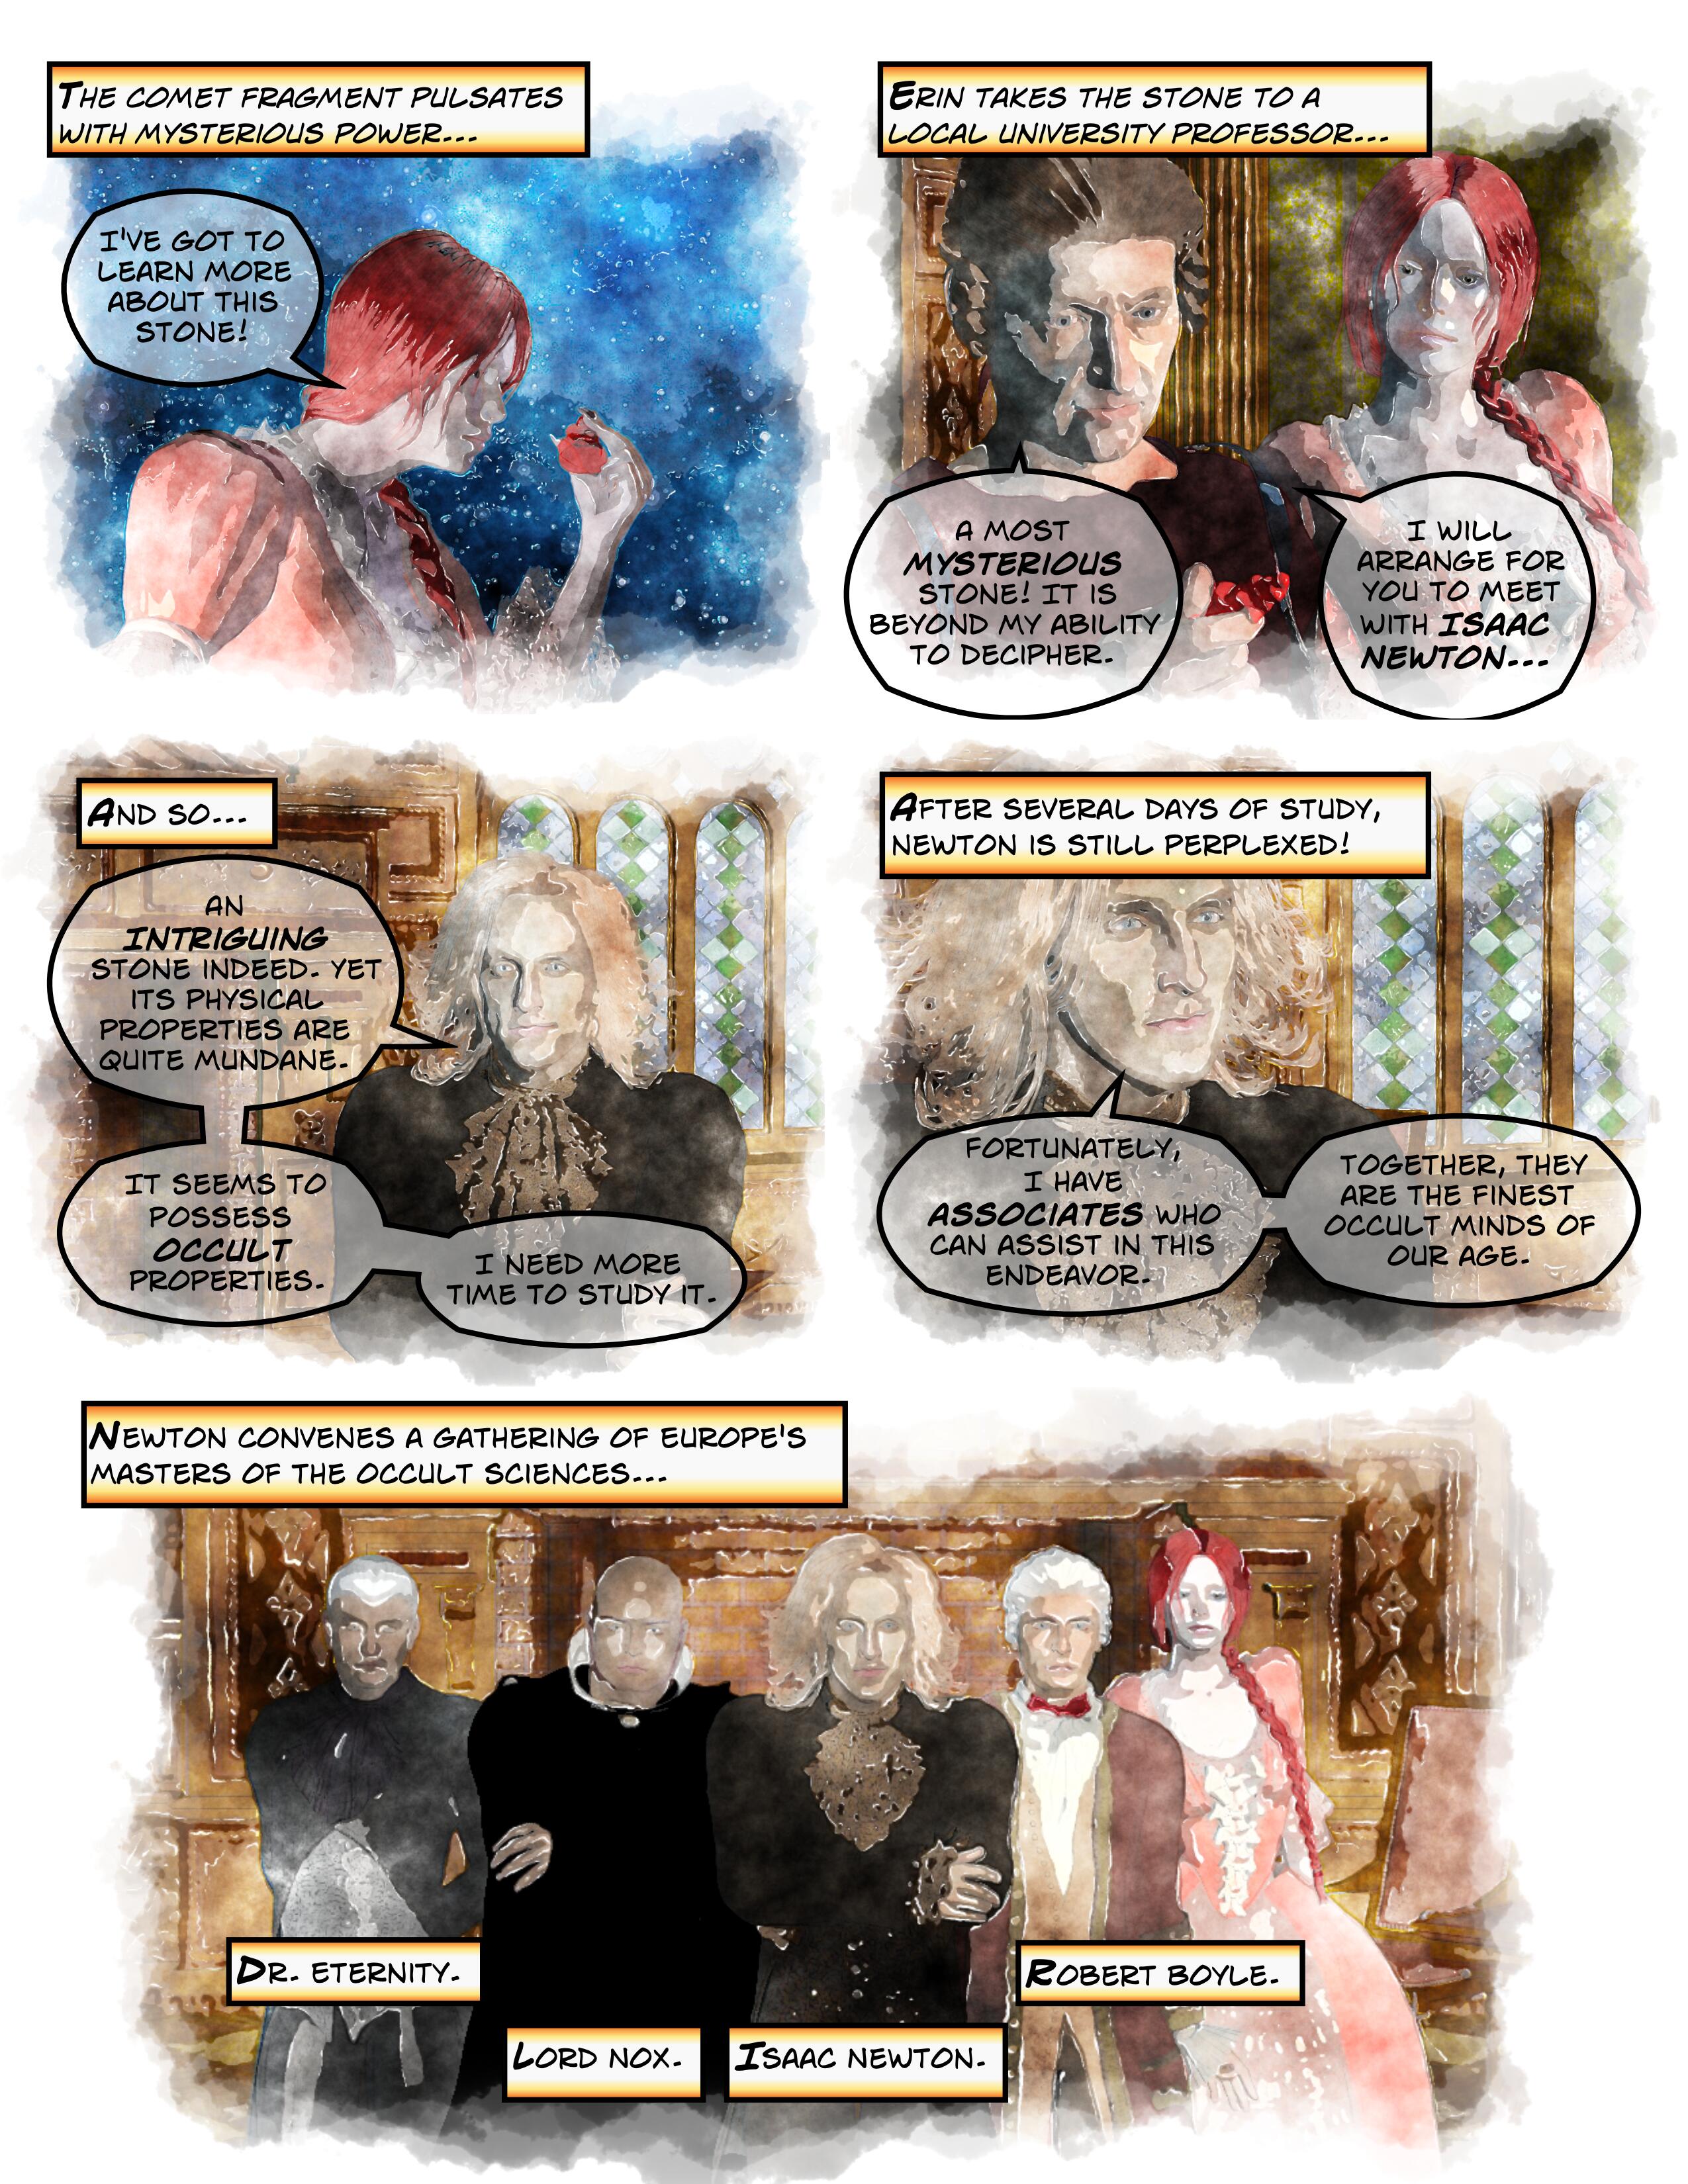 THE COMET FRAGMENT PULSATES
WITH MYSTERIOUS POWER...
I'VE GOT TO
LEARN MORE
ABOUT THIS
STONE!
ERIN TAKES THE STONE TO A
LOCAL UNIVERSITY PROFESSOR...
A MOST
MYSTERIOUS
STONE! IT IS
BEYOND MY ABILITY
TO DECIPHER.
I WILL
ARRANGE FOR
YOU TO MEET
WITH ISAAC
NEWTON...
AND SO...
AN
INTRIGUING
STONE INDEED. YET
ITS PHYSICAL
PROPERTIES ARE
QUITE MUNDANE.
IT SEEMS TO
POSSESS
OCCULT
PROPERTIES.
I NEED MORE
TIME TO STUDY IT.
AFTER SEVERAL DAYS OF STUDY,
NEWTON IS STILL PERPLEXED!
FORTUNATELY,
I HAVE
ASSOCIATES WHO
CAN ASSIST IN THIS
ENDEAVOR.
TOGETHER, THEY
ARE THE FINEST
OCCULT MINDS OF
OUR AGE.
NEWTON CONVENES A GATHERING OF EUROPE'S
MASTERS OF THE OCCULT SCIENCES...
DR. ETERNITY.
LORD NOX.
ISAAC NEWTON.
ROBERT BOYLE.